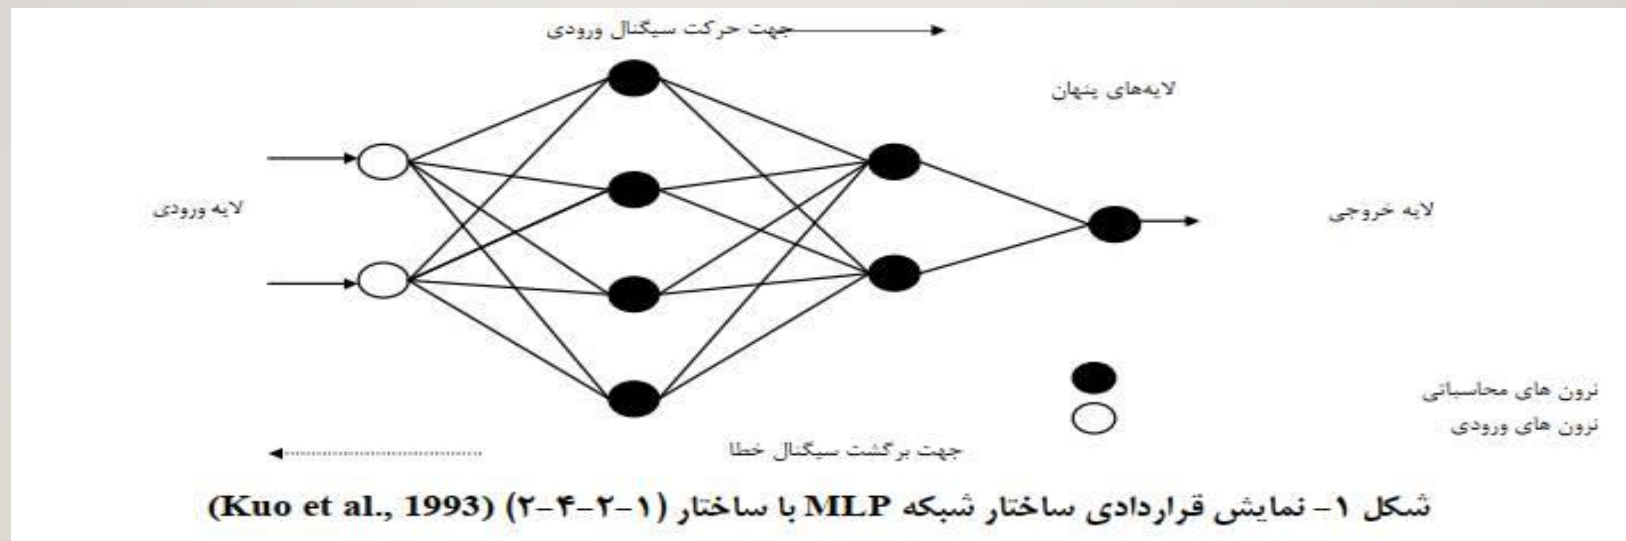 جهت حرکت سیگنال ورودی
لایه‌های پنهان
لایه ورودی
لایه خروجی
نرون های محاسباتی
نرون های ورودی
جهت برگشت سیگنال خطا
شکل ۱- نمایش قراردادی ساختار شبکه MLP با ساختار (۱-۲-۴-۲) (Kuo et al., 1993)